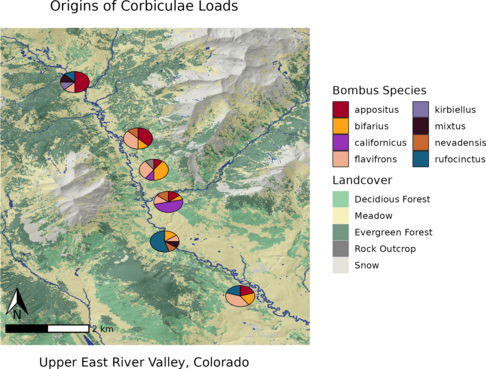 Origins of Corbiculae Loads
Bombus Species
appositus
bifarius
californicus
flavifrons
kirbiellus
mixtus
nevadensis
rufocinctus
Landcover
Decidious Forest
Meadow
Evergreen Forest
Rock Outcrop
Snow
N
2 km
Upper East River Valley, Colorado